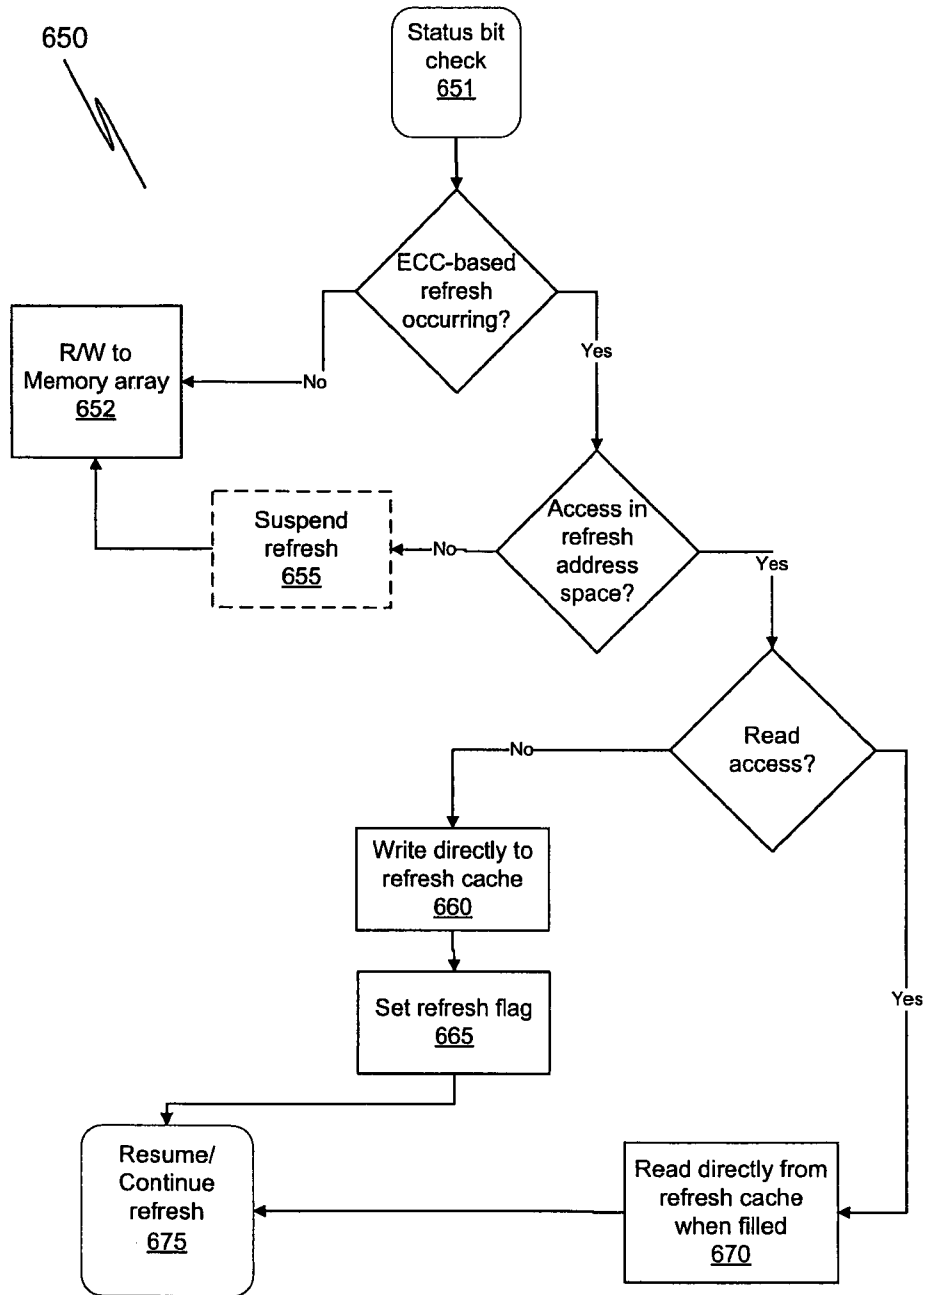 650
Status bit
check
651
ECC-based
refresh
occurring?
No
Yes
R/W to
Memory array
652
Suspend
refresh
655
No
Access in
refresh
address
space?
Yes
Read
access?
No
Yes
Write directly to
refresh cache
660
Set refresh flag
665
Resume/
Continue
refresh
675
Read directly from
refresh cache
when filled
670